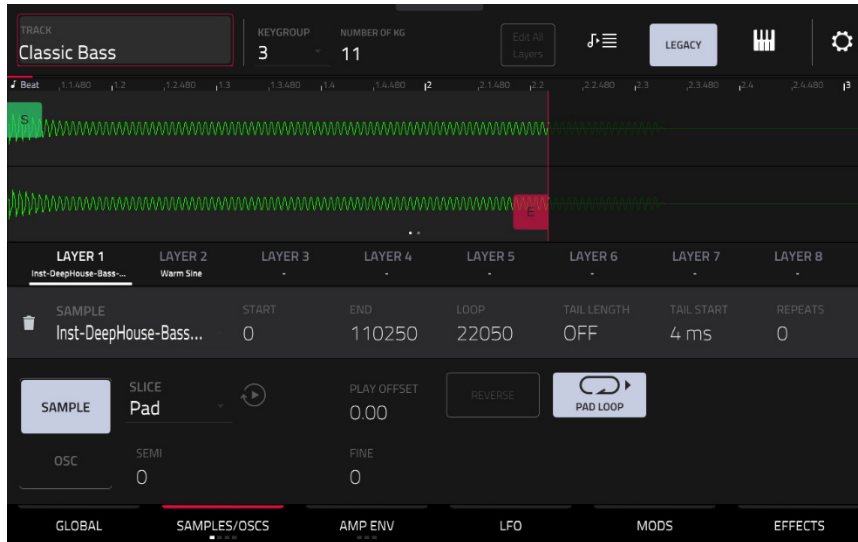 TRACK KEYGROUP NUMBER OF KG
Classic Bass 3 11 Edit All Layers LEGACY
Beat 1.1.480 1.2 1.2.480 1.3 1.3.480 1.4 1.4.480 2 2.1.480 2.2 2.2.480 2.3 2.3.480 2.4 2.4.480 3
S
E
LAYER 1 LAYER 2 LAYER 3 LAYER 4 LAYER 5 LAYER 6 LAYER 7 LAYER 8
Inst-DeepHouse-Bass-... Warm Sine - - - - - -
SAMPLE START END LOOP TAIL LENGTH TAIL START REPEATS
Inst-DeepHouse-Bass... 0 110250 22050 OFF 4 ms 0
SLICE PLAY OFFSET
SAMPLE Pad 0.00 REVERSE PAD LOOP
OSC SEMI FINE
0 0
GLOBAL SAMPLES/OSCS AMP ENV LFO MODS EFFECTS